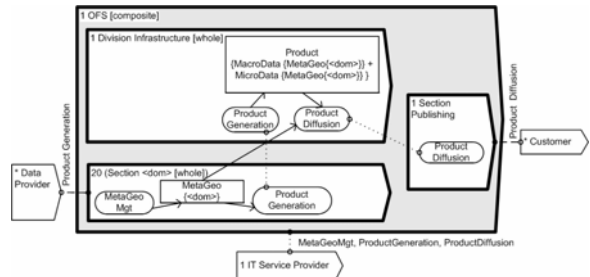 1 OFS [composite]
1 Division Infrastructure [whole]
Product
{MacroData {MetaGeo{<dom>}} +
MicroData {MetaGeo{<dom>}} }
Product
Generation
Product
Diffusion
1 Section
Publishing
Product
Diffusion
Product Generation
Product Diffusion
* Customer
* Data
Provider
20 (Section <dom> [whole])
MetaGeo
Mgt
MetaGeo
{<dom>}
Product
Generation
MetaGeoMgt, ProductGeneration, ProductDiffusion
1 IT Service Provider